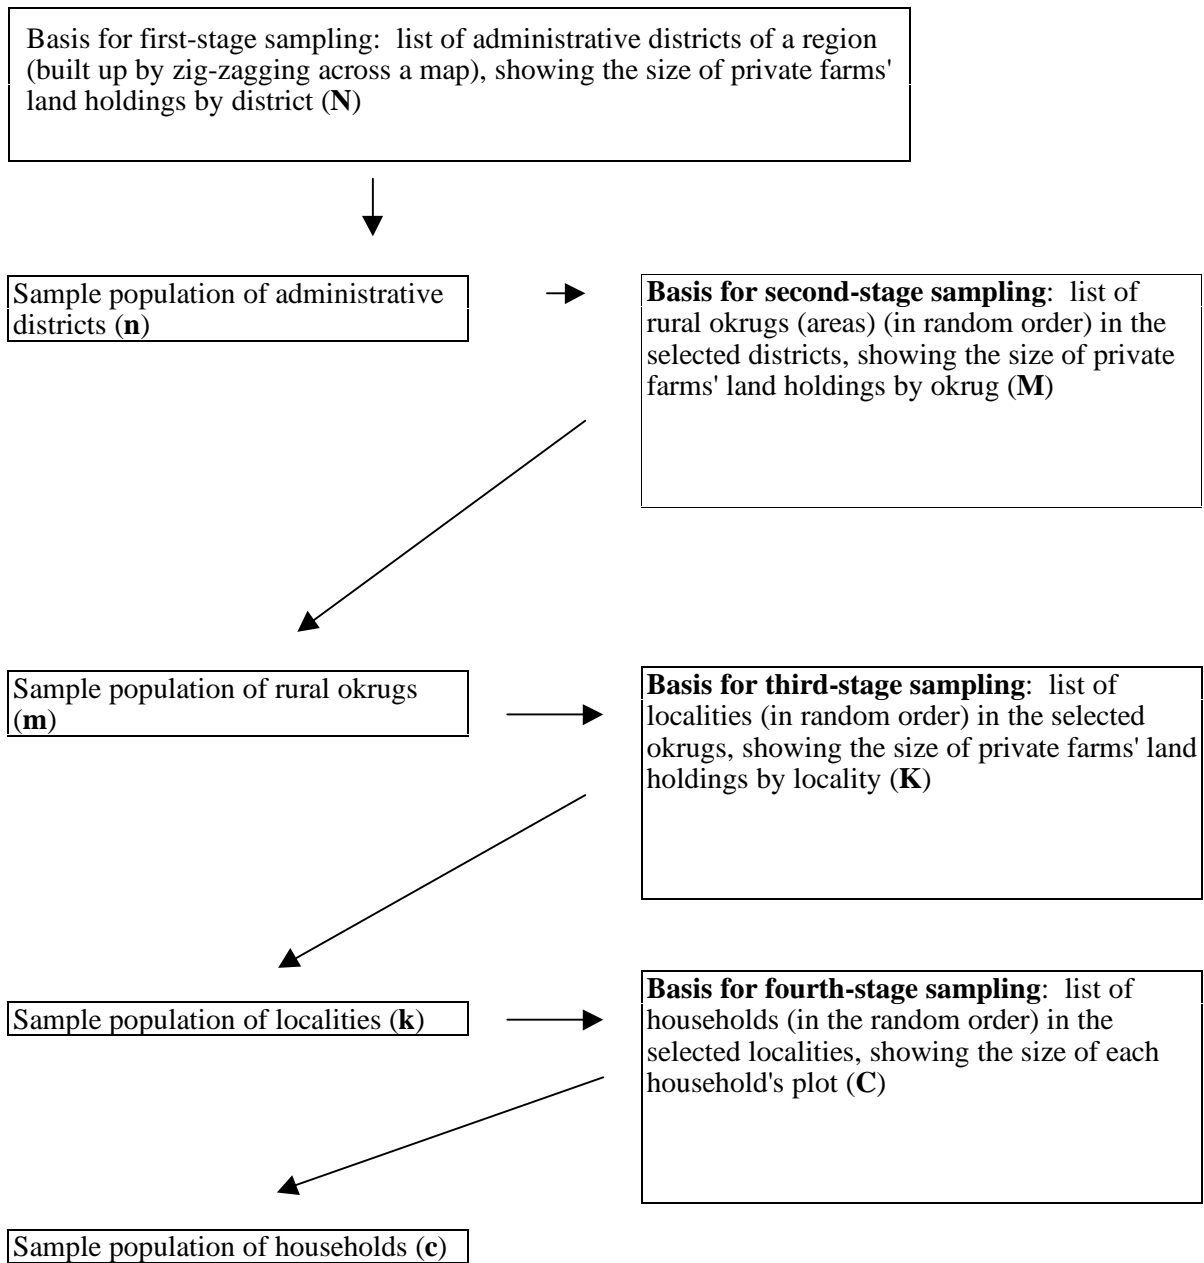 Basis for first-stage sampling:  list of administrative districts of a region
(built up by zig-zagging across a map), showing the size of private farms'
land holdings by district (N)
Sample population of administrative
districts (n)
Basis for second-stage sampling:  list of
rural okrugs (areas) (in random order) in the
selected districts, showing the size of private
farms' land holdings by okrug (M)
Sample population of rural okrugs
(m)
Basis for third-stage sampling:  list of
localities (in random order) in the selected
okrugs, showing the size of private farms' land
holdings by locality (K)
Sample population of localities (k)
Basis for fourth-stage sampling:  list of
households (in the random order) in the
selected localities, showing the size of each
household's plot (C)
Sample population of households (c)